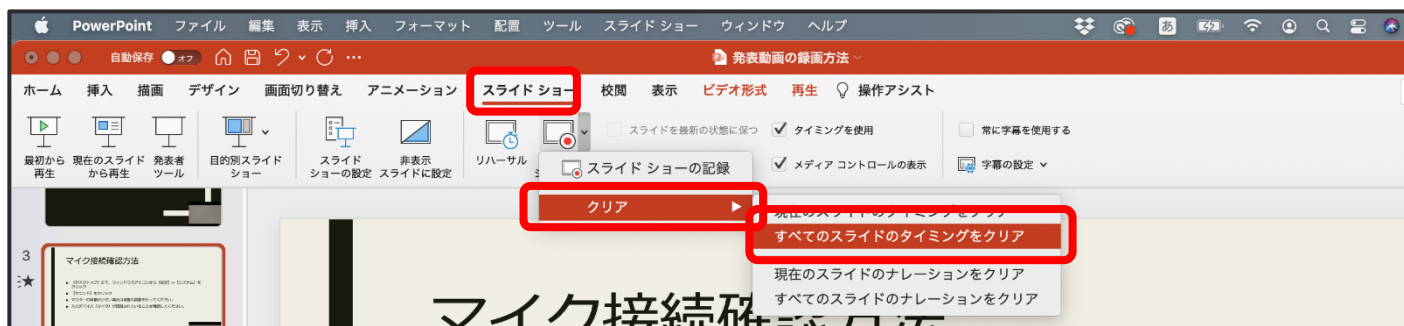 PowerPoint ファイル 編集 表示 挿入 フォーマット 配置 ツール スライド ショー ウィンドウ ヘルプ あ
自動保存 オフ 発表動画の録画方法
ホーム 挿入 描画 デザイン 画面切り替え アニメーション スライド ショー 校閲 表示 ビデオ形式 再生 操作アシスト
スライドを最新の状態に保つ タイミングを使用 常に字幕を使用する
最初から 現在のスライド 発表者 目的別スライド スライド 非表示 リハーサル
再生 から再生 ツール ショー ショーの設定 スライドに設定
メディア コントロールの表示 字幕の設定
スライド ショーの記録
クリア
現在のスライドのタイミングをクリア
すべてのスライドのタイミングをクリア
現在のスライドのナレーションをクリア
すべてのスライドのナレーションをクリア
3
マイク接続確認方法
マイク接続確認方法